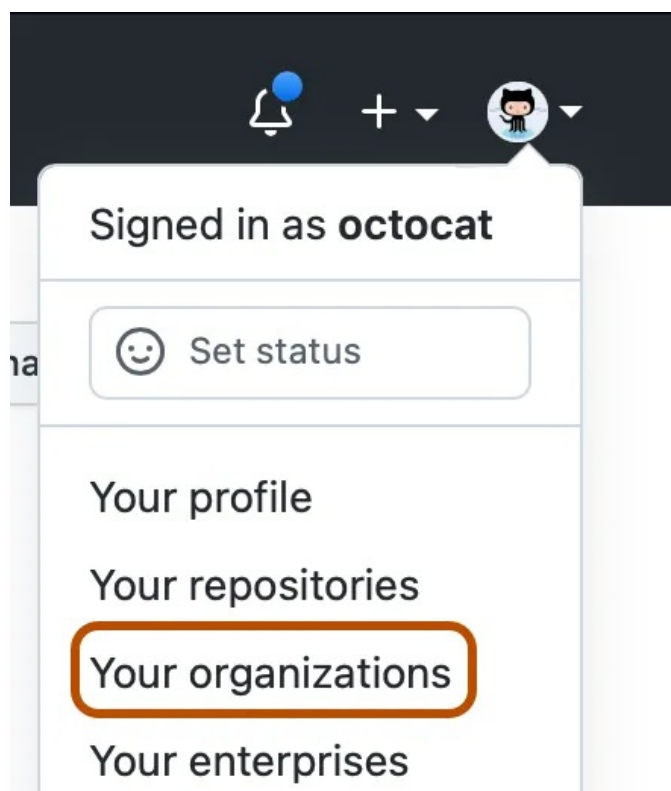 Signed in as octocat
Set status
Your profile
Your repositories
Your organizations
Your enterprises